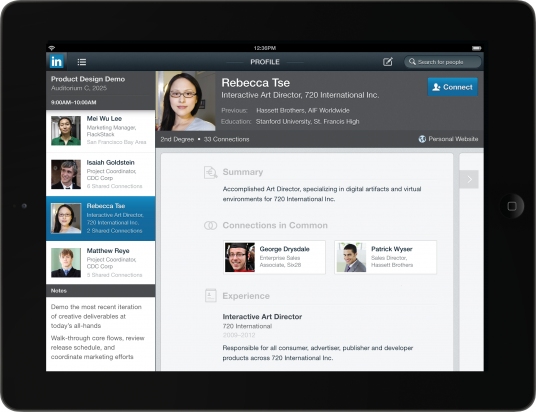 12:36PM
in
PROFILE
Search for people
Product Design Demo
Auditorium C, 2025
9:00AM–10:00AM
Mei Wu Lee
Marketing Manager,
FlackStack
San Francisco Bay Area
Isaiah Goldstein
Project Coordinator,
CDC Corp
8 Shared Connections
Rebecca Tse
Interactive Art Director,
720 International Inc.
2 Shared Connections
Matthew Reye
Project Coordinator,
CDC Corp
5 Shared Connections
Notes
Demo the most recent iteration
of creative deliverables at
today's all-hands
Walk-through core flows, review
release schedule, and
coordinate marketing efforts
Rebecca Tse
Interactive Art Director, 720 International Inc.
Connect
Previous: Hassett Brothers, AIF Worldwide
Education: Stanford University, St. Francis High
2nd Degree • 33 Connections
Personal Website
Summary
Accomplished Art Director, specializing in digital artifacts and virtual
environments for 720 International Inc.
Connections in Common
George Drysdale
Enterprise Sales
Associate, Six28
Patrick Wyser
Sales Director,
Hassett Brothers
Experience
Interactive Art Director
720 International
2009–2012
Responsible for all consumer, advertiser, publisher and developer
products across 720 International Inc.